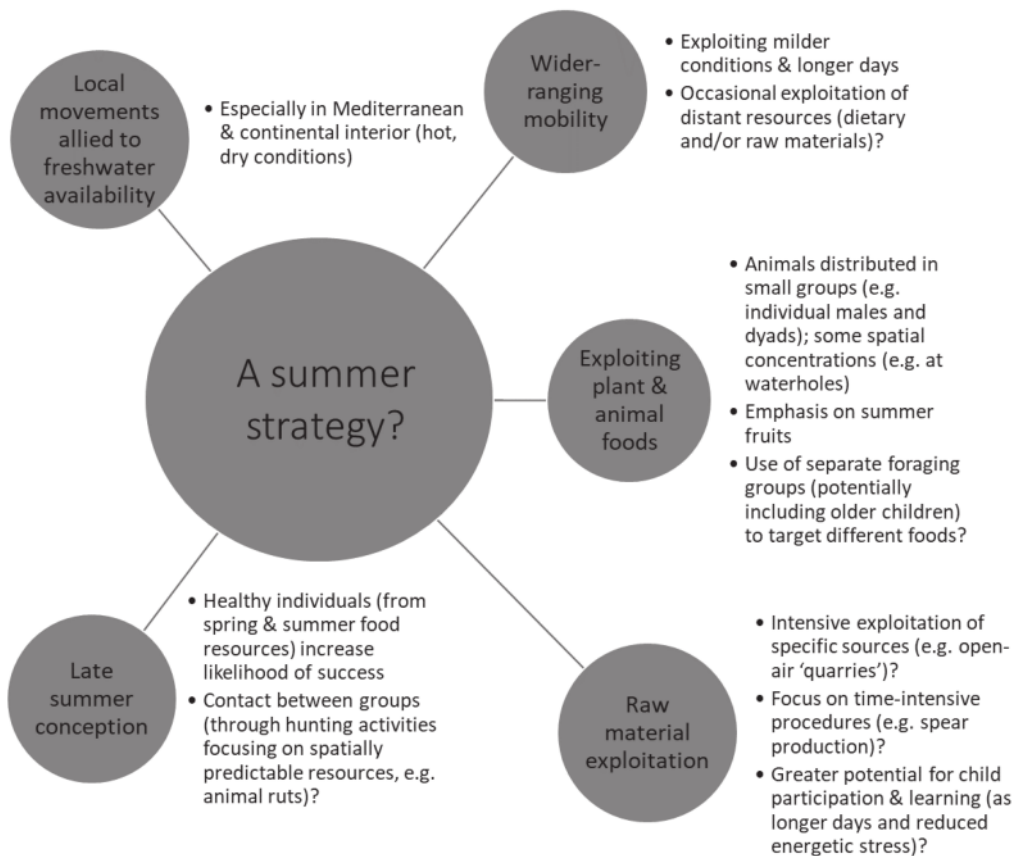 Local
movements
allied to
freshwater
availability
• Especially in Mediterranean
& continental interior (hot,
dry conditions)
Wider-
ranging
mobility
• Exploiting milder
conditions & longer days
• Occasional exploitation of
distant resources (dietary
and/or raw materials)?
A summer
strategy?
Exploiting
plant &
animal
foods
• Animals distributed in
small groups (e.g.
individual males and
dyads); some spatial
concentrations (e.g. at
waterholes)
• Emphasis on summer
fruits
• Use of separate foraging
groups (potentially
including older children)
to target different foods?
Late
summer
conception
• Healthy individuals (from
spring & summer food
resources) increase
likelihood of success
• Contact between groups
(through hunting activities
focusing on spatially
predictable resources, e.g.
animal ruts)?
Raw
material
exploitation
• Intensive exploitation of
specific sources (e.g. open-
air ‘quarries’)?
• Focus on time-intensive
procedures (e.g. spear
production)?
• Greater potential for child
participation & learning (as
longer days and reduced
energetic stress)?